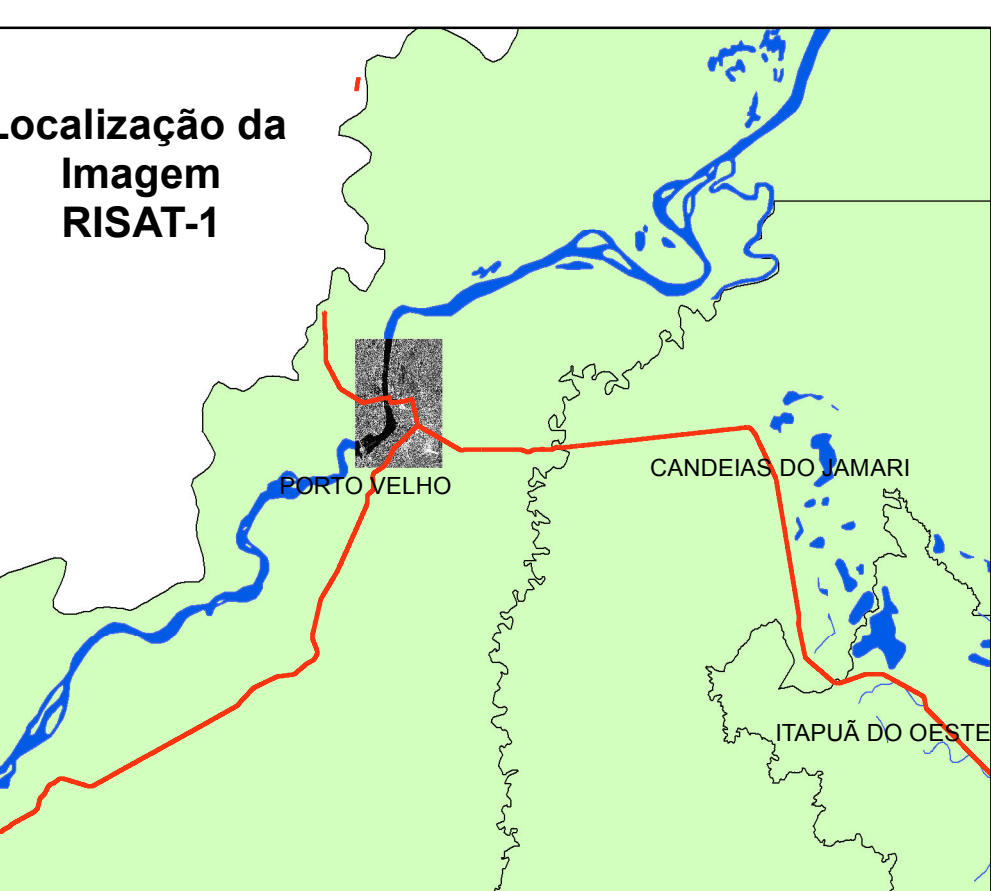 Localização da
Imagem
RISAT-1
CANDEIAS DO JAMARI
PORTO VELHO
ITAPUÃ DO OESTE